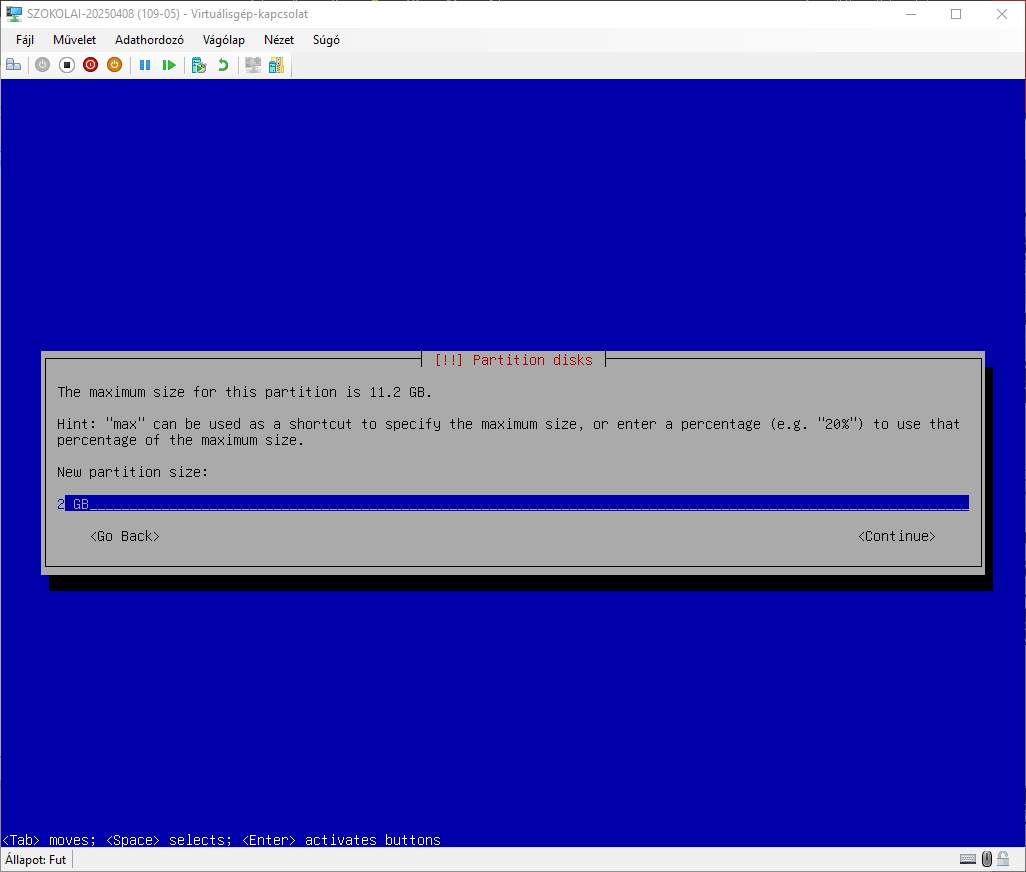 SZOKOLAI-20250408 (109-05) - Virtuálisgép-kapcsolat
Fájl Művelet Adathordozó Vágólap Nézet Súgó
[!!] Partition disks
The maximum size for this partition is 11.2 GB.
Hint: "max" can be used as a shortcut to specify the maximum size, or enter a percentage (e.g. "20%") to use that
percentage of the maximum size.
New partition size:
2 GB
<Go Back> <Continue>
<Tab> moves; <Space> selects; <Enter> activates buttons
Állapot: Fut